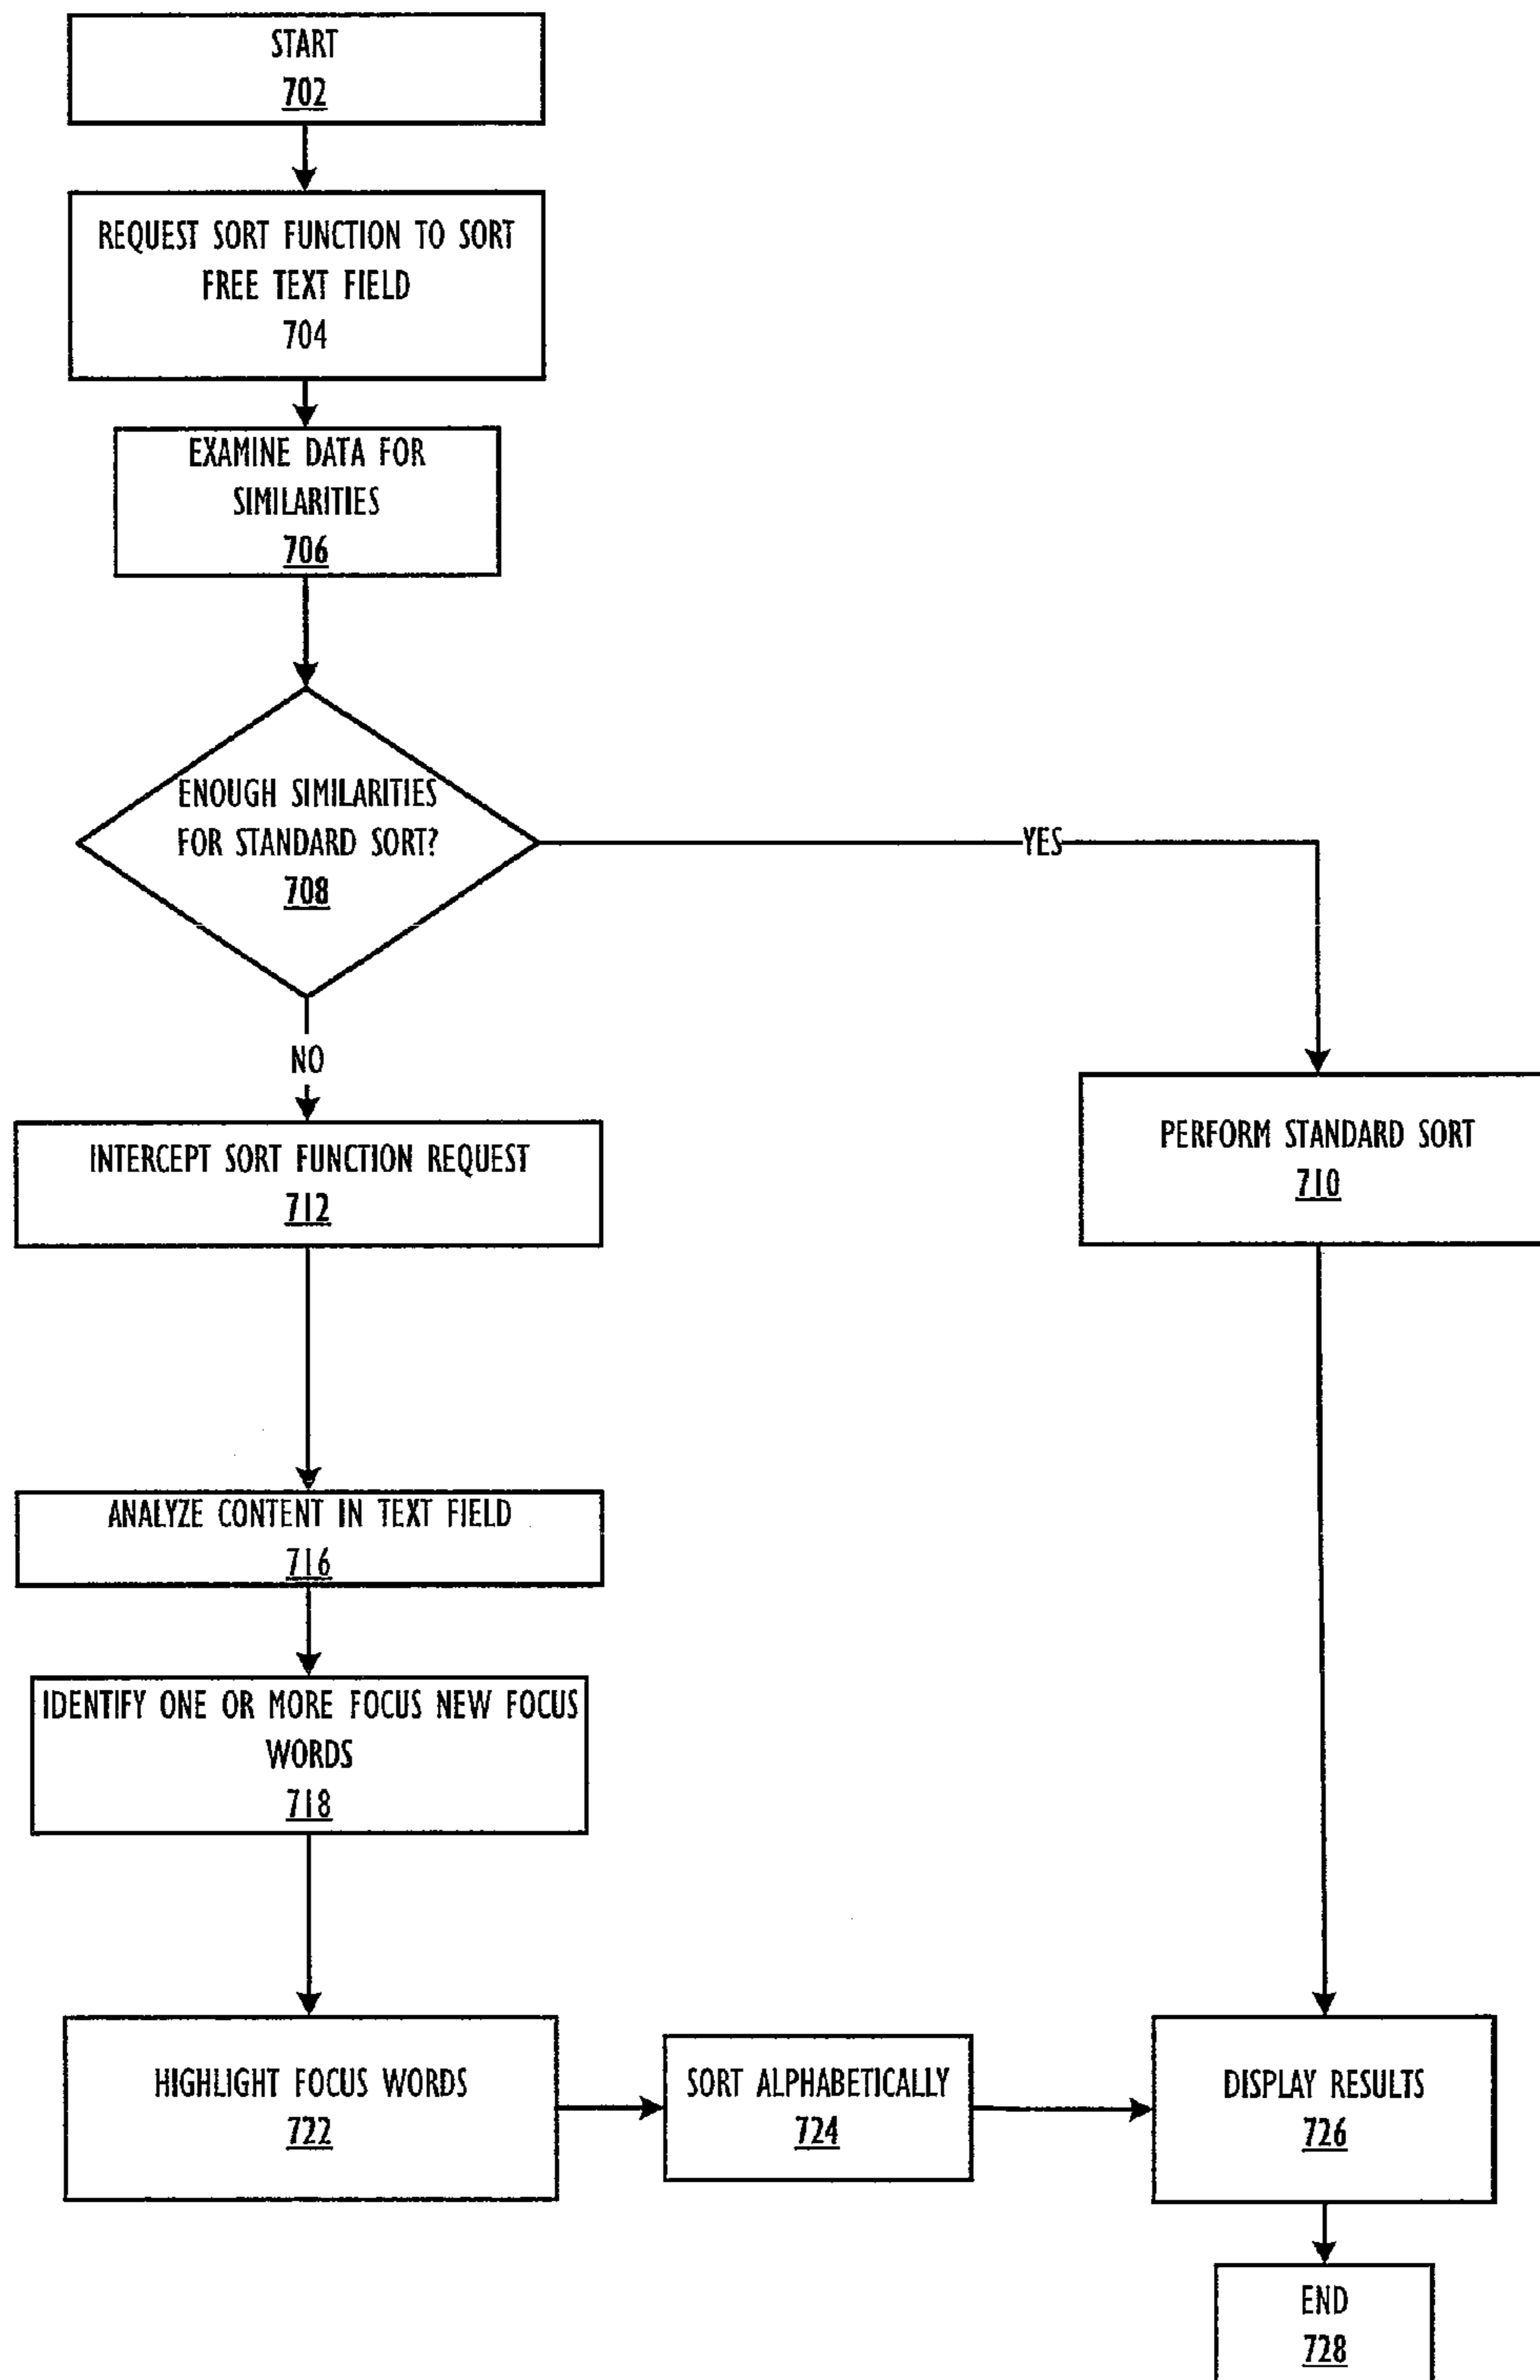 START
702
REQUEST SORT FUNCTION TO SORT
FREE TEXT FIELD
704
EXAMINE DATA FOR
SIMILARITIES
706
ENOUGH SIMILARITIES
FOR STANDARD SORT?
708
YES
NO
PERFORM STANDARD SORT
710
INTERCEPT SORT FUNCTION REQUEST
712
ANALYZE CONTENT IN TEXT FIELD
716
IDENTIFY ONE OR MORE FOCUS NEW FOCUS
WORDS
718
HIGHLIGHT FOCUS WORDS
722
SORT ALPHABETICALLY
724
DISPLAY RESULTS
726
END
728